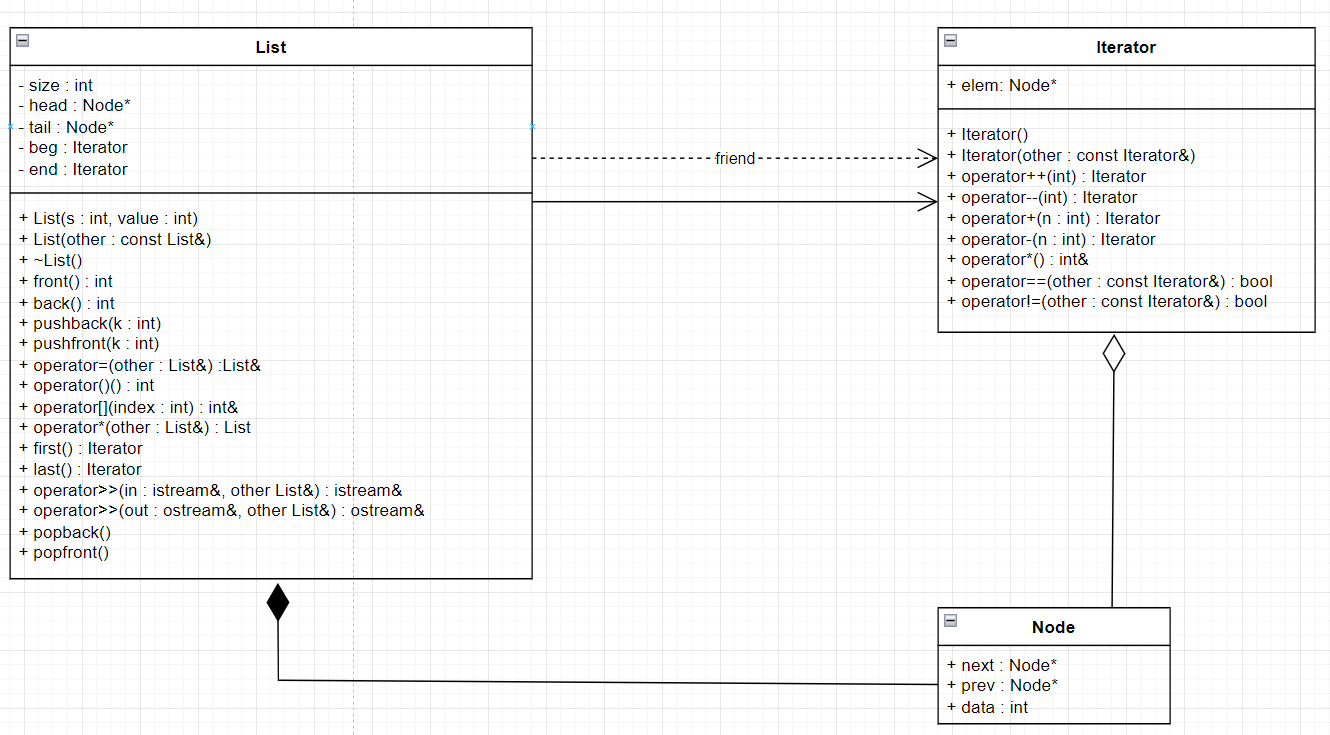 List
- size : int
- head : Node*
- tail : Node*
- beg : Iterator
- end : Iterator
+ List(s : int, value : int)
+ List(other : const List&)
+ ~List()
+ front() : int
+ back() : int
+ pushback(k : int)
+ pushfront(k : int)
+ operator=(other : List&) :List&
+ operator()() : int
+ operator[](index : int) : int&
+ operator*(other : List&) : List
+ first() : Iterator
+ last() : Iterator
+ operator>>(in : istream&, other List&) : istream&
+ operator>>(out : ostream&, other List&) : ostream&
+ popback()
+ popfront()
friend
Iterator
+ elem: Node*
+ Iterator()
+ Iterator(other : const Iterator&)
+ operator++(int) : Iterator
+ operator--(int) : Iterator
+ operator+(n : int) : Iterator
+ operator-(n : int) : Iterator
+ operator*() : int&
+ operator==(other : const Iterator&) : bool
+ operator!=(other : const Iterator&) : bool
Node
+ next : Node*
+ prev : Node*
+ data : int